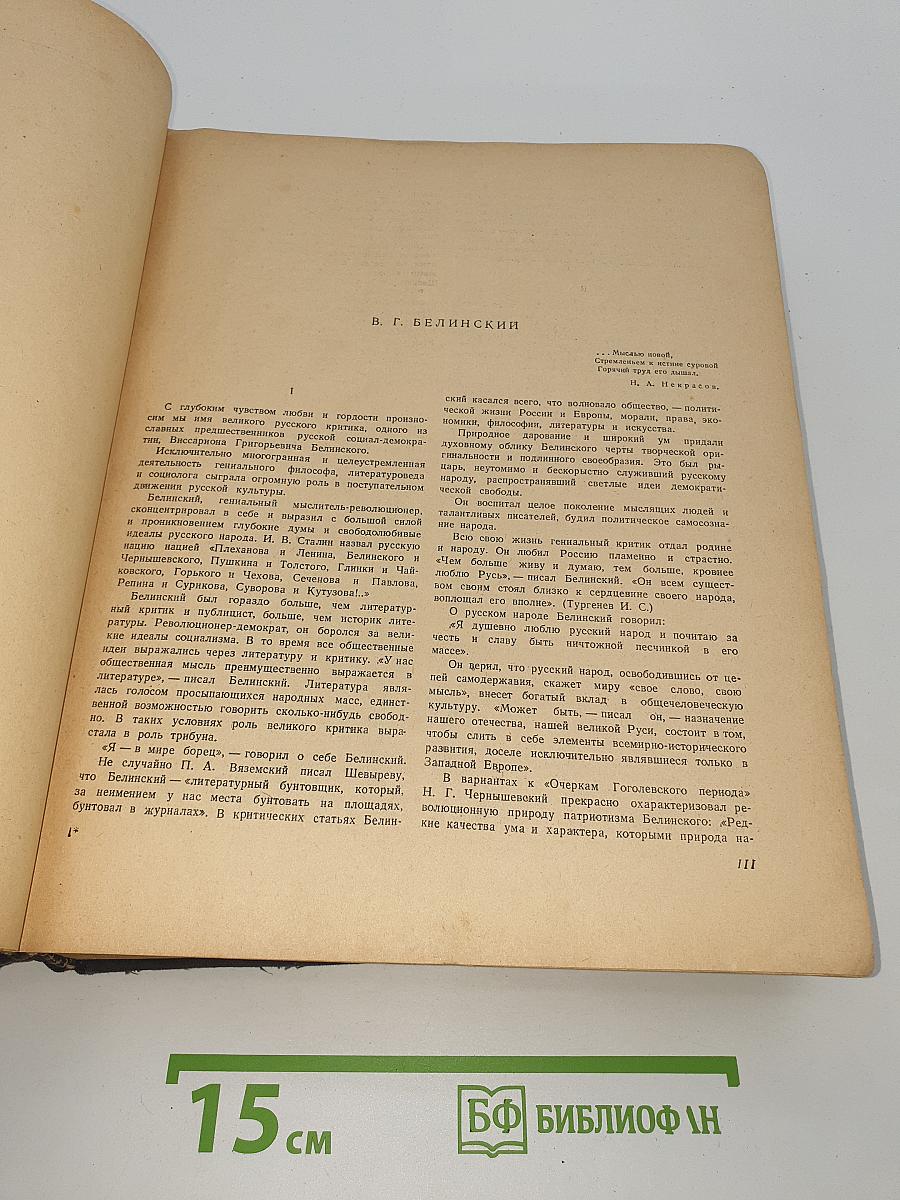 В. Г. БЕЛИНСКИЙ
... Мыслью новой,
Стремленьем к истине суровой
Горячий труд его дышал.
Н. А. Некрасов.
I
С глубоким чувством любви и гордости произно-
сим мы имя великого русского критика, одного из
славных предшественников русской социал-демокра-
тии, Виссариона Григорьевича Белинского.
Исключительно многогранная и целеустремленная
деятельность гениального философа, литературоведа
и социолога сыграла огромную роль в поступательном
движении русской культуры.
Белинский, гениальный мыслитель-революционер,
сконцентрировал в себе и выразил с большой силой
и проникновением глубокие думы и свободолюбивые
идеалы русского народа. И. В. Сталин назвал русскую
нацию нацией «Плеханова и Ленина, Белинского и
Чернышевского, Пушкина и Толстого, Глинки и Чай-
ковского, Горького и Чехова, Сеченова и Павлова,
Репина и Сурикова, Суворова и Кутузова!..»
Белинский был гораздо больше, чем литератур-
ный критик и публицист, больше, чем историк лите-
ратуры. Революционер-демократ, он боролся за вели-
кие идеалы социализма. В то время все общественные
идеи выражались через литературу и критику. «У нас
общественная мысль преимущественно выражается в
литературе», — писал Белинский. Литература явля-
лась голосом просыпающихся народных масс, единст-
венной возможностью говорить сколько-нибудь свобод-
но. В таких условиях роль великого критика выра-
стала в роль трибуна.
«Я — в мире борец», — говорил о себе Белинский.
Не случайно П. А. Вяземский писал Шевыреву,
что Белинский — «литературный бунтовщик, который,
за неимением у нас места бунтовать на площадях,
бунтовал в журналах». В критических статьях Белин-
I*
ский касался всего, что волновало общество, — полити-
ческой жизни России и Европы, морали, права, эко-
номики, философии, литературы и искусства.
Природное дарование и широкий ум придали
духовному облику Белинского черты творческой ори-
гинальности и подлинного своеобразия. Это был ры-
царь, неутомимо и бескорыстно служивший русскому
народу, распространявший светлые идеи демократи-
ческой свободы.
Он воспитал целое поколение мыслящих людей и
талантливых писателей, будил политическое самосозна-
ние народа.
Всю свою жизнь гениальный критик отдал родине
и народу. Он любил Россию пламенно и страстно.
«Чем больше живу и думаю, тем больше, кровнее
люблю Русь», — писал Белинский. «Он всем сущест-
вом своим стоял близко к сердцевине своего народа,
воплощал его вполне». (Тургенев И. С.)
О русском народе Белинский говорил:
«Я душевно люблю русский народ и почитаю за
честь и славу быть ничтожной песчинкой в его
массе».
Он верил, что русский народ, освободившись от це-
пей самодержавия, скажет миру «свое слово, свою
мысль», внесет богатый вклад в общечеловеческую
культуру. «Может быть, — писал он, — назначение
нашего отечества, нашей великой Руси, состоит в том,
чтобы слить в себе элементы всемирно-исторического
развития, доселе исключительно являвшиеся только в
Западной Европе».
В вариантах к «Очеркам Гоголевского периода»
Н. Г. Чернышевский прекрасно охарактеризовал ре-
волюционную природу патриотизма Белинского: «Ред-
кие качества ума и характера, которыми природа на-
III
15 см
БФ БИБЛИОФАН